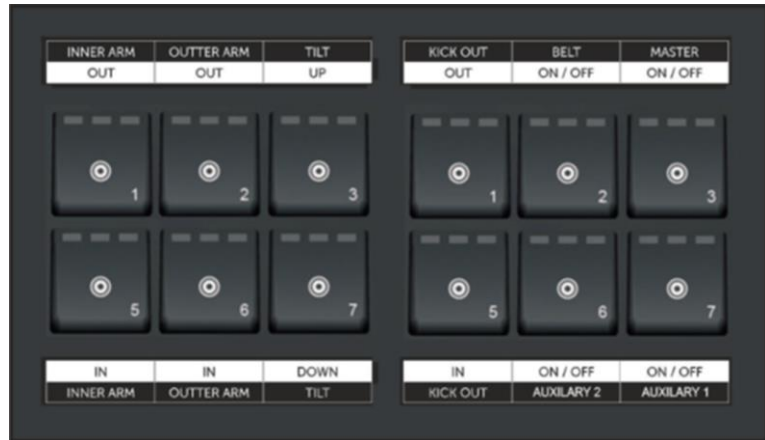 INNER ARM OUTTER ARM TILT KICK OUT BELT MASTER
OUT OUT UP OUT ON / OFF ON / OFF
1 2 3 1 2 3
5 6 7 5 6 7
IN IN DOWN IN ON / OFF ON / OFF
INNER ARM OUTTER ARM TILT KICK OUT AUXILARY 2 AUXILARY 1